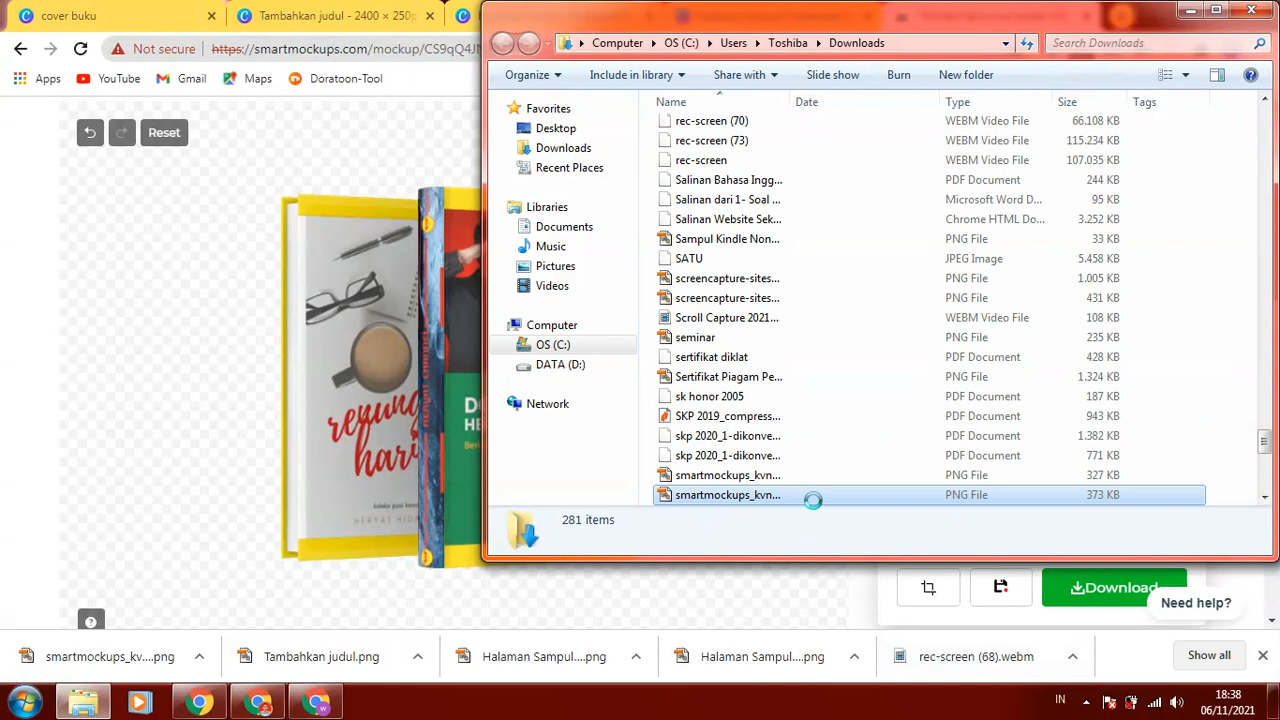 cover buku
Tambahkan judul - 2400 × 250p
Not secure
https://smartmockups.com/mockup/CS9qQ4JN
Apps
YouTube
Gmail
Maps
Doratoon-Tool
Reset
Computer
OS (C:)
Users
Toshiba
Downloads
Search Downloads
Organize
Include in library
Share with
Slide show
Burn
New folder
Name
Date
Type
Size
Tags
Favorites
Desktop
Downloads
Recent Places
Libraries
Documents
Music
Pictures
Videos
Computer
OS (C:)
DATA (D:)
Network
rec-screen (70) WEBM Video File 66.108 KB
rec-screen (73) WEBM Video File 115.234 KB
rec-screen WEBM Video File 107.035 KB
Salinan Bahasa Ingg... PDF Document 244 KB
Salinan dari 1- Soal ... Microsoft Word D... 95 KB
Salinan Website Sek... Chrome HTML Do... 3.252 KB
Sampul Kindle Non... PNG File 33 KB
SATU JPEG Image 5.458 KB
screencapture-sites... PNG File 1.005 KB
screencapture-sites... PNG File 431 KB
Scroll Capture 2021... WEBM Video File 108 KB
seminar PNG File 235 KB
sertifikat diklat PDF Document 428 KB
Sertifikat Piagam Pe... PNG File 1.324 KB
sk honor 2005 PDF Document 187 KB
SKP 2019_compress... PDF Document 943 KB
skp 2020_1-dikonve... PDF Document 1.382 KB
skp 2020_1-dikonve... PDF Document 771 KB
smartmockups_kvn... PNG File 327 KB
smartmockups_kvn... PNG File 373 KB
281 items
renung
hari
koleksi puisi karya
HERYAT HIDA
D
HE
Ber
Download
Need help?
smartmockups_kv....png
Tambahkan judul.png
Halaman Sampul....png
Halaman Sampul....png
rec-screen (68).webm
Show all
IN
18:38
06/11/2021